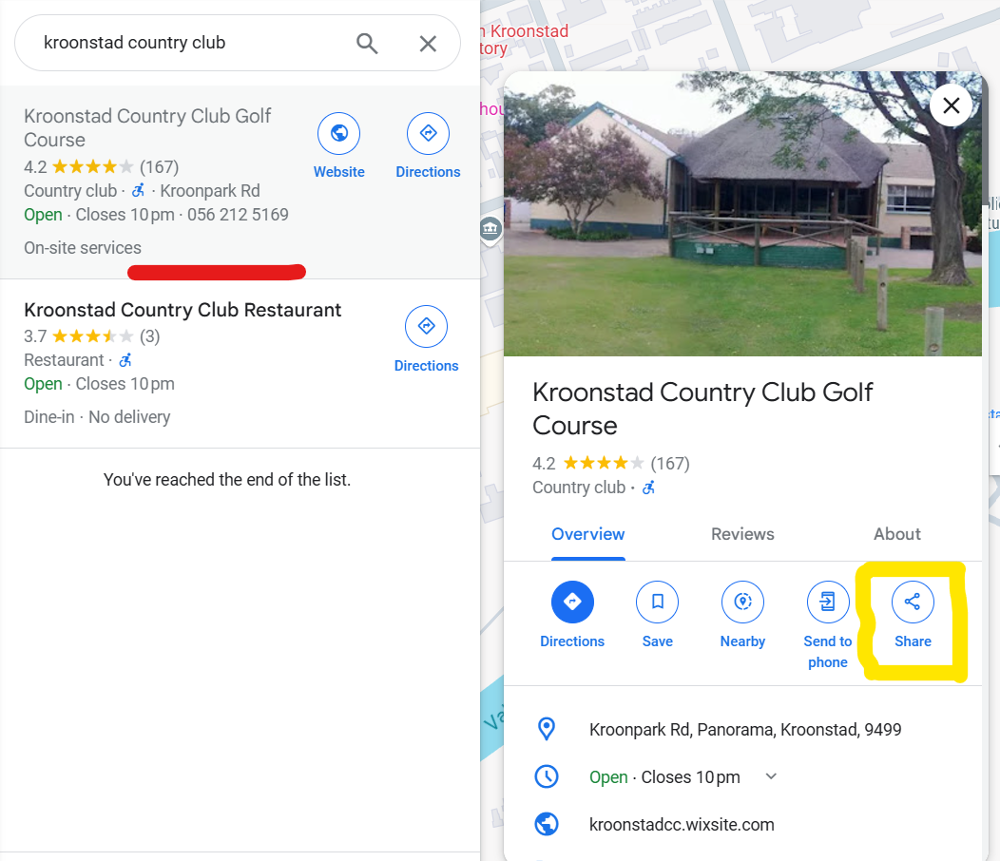 kroonstad country club
Kroonstad Country Club Golf
Course
4.2 (167)
Country club · · Kroonpark Rd
Open · Closes 10 pm · 056 212 5169
On-site services
Website
Directions
Kroonstad Country Club Restaurant
3.7 (3)
Restaurant ·
Open · Closes 10 pm
Dine-in · No delivery
Directions
You've reached the end of the list.
Kroonstad
Kroonstad Country Club Golf
Course
4.2 (167)
Country club ·
Overview
Reviews
About
Directions
Save
Nearby
Send to
phone
Share
Kroonpark Rd, Panorama, Kroonstad, 9499
Open · Closes 10 pm
kroonstadcc.wixsite.com